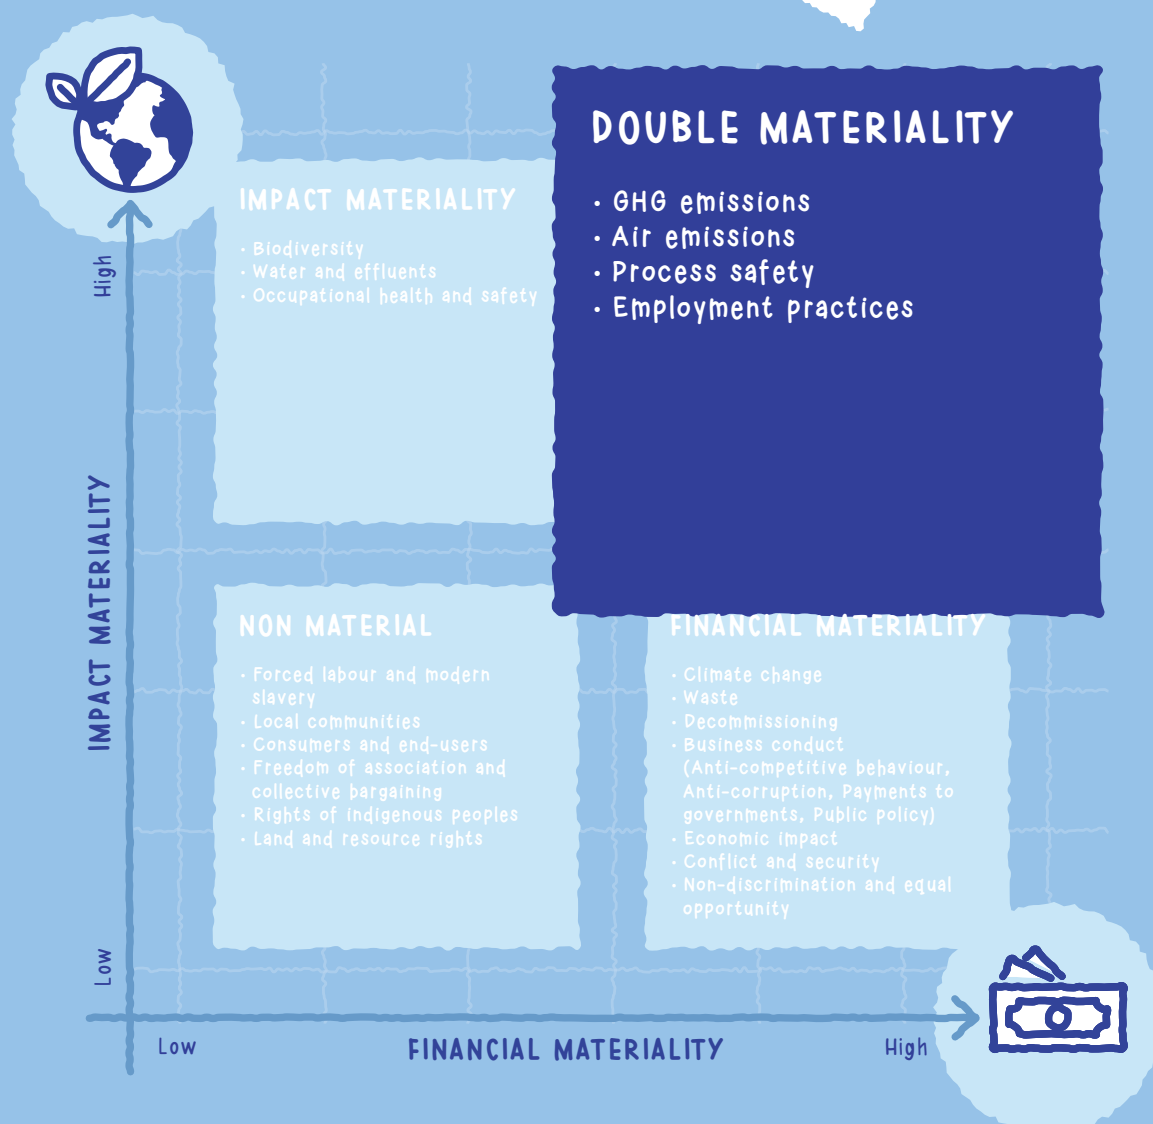 DOUBLE MATERIALITY
• GHG emissions
• Air emissions
• Process safety
• Employment practices
IMPACT MATERIALITY
• Biodiversity
• Water and effluents
• Occupational health and safety
High
IMPACT MATERIALITY
Low
NON MATERIAL
• Forced labour and modern
slavery
• Local communities
• Consumers and end-users
• Freedom of association and
collective bargaining
• Rights of indigenous peoples
• Land and resource rights
FINANCIAL MATERIALITY
• Climate change
• Waste
• Decommissioning
• Business conduct
(Anti-competitive behaviour,
Anti-corruption, Payments to
governments, Public policy)
• Economic impact
• Conflict and security
• Non-discrimination and equal
opportunity
Low
FINANCIAL MATERIALITY
High